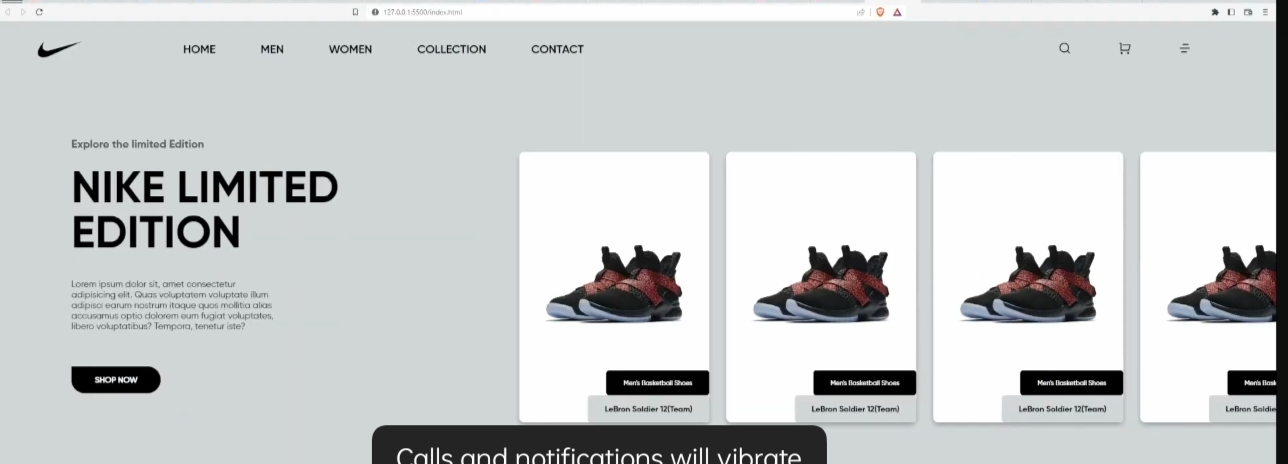 127.0.0.1:5500/index.html
HOME MEN WOMEN COLLECTION CONTACT
Explore the limited Edition
NIKE LIMITED
EDITION
Lorem ipsum dolor sit, amet consectetur
adipisicing elit. Quas voluptatem voluptate illum
adipisci earum nostrum itaque quos mollitia alias
accusamus optio dolorem eum fugiat voluptates,
libero voluptatibus? Tempora, tenetur iste?
SHOP NOW
Men's Basketball Shoes
LeBron Soldier 12(Team)
Men's Basketball Shoes
LeBron Soldier 12(Team)
Men's Basketball Shoes
LeBron Soldier 12(Team)
Men's
LeBron Soldier
Calls and notifications will vibrate